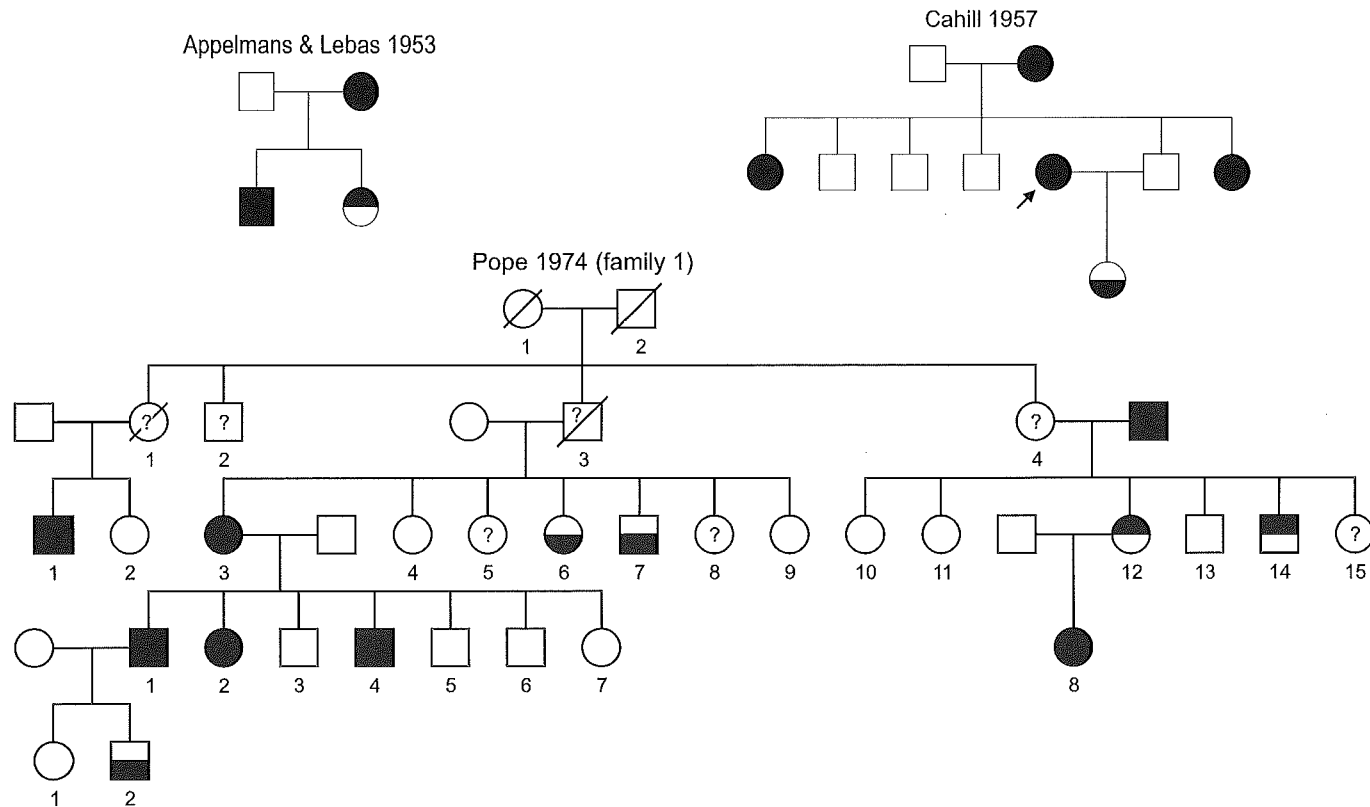 Cahill 1957
Appelmans & Lebas 1953
Pope 1974 (family 1)
1 2
? ? ? ?
1 2 3 4
? ? ?
1 2 3 4 5 6 7 8 9 10 11 12 13 14 15
1 2 3 4 5 6 7 8
1 2